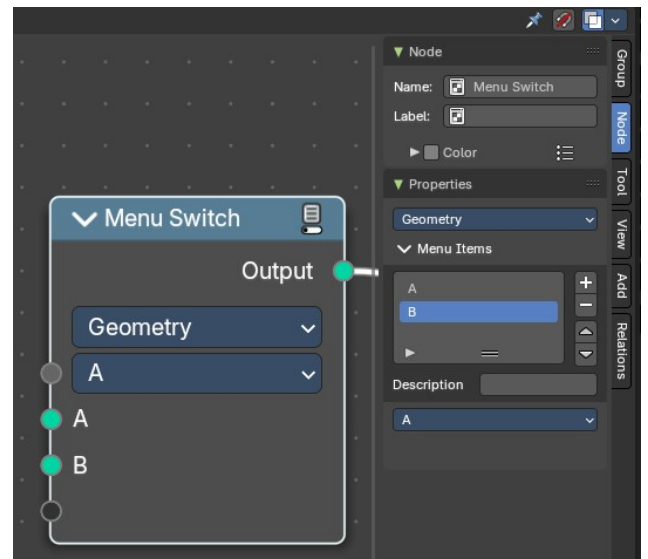 Menu Switch
Output
Geometry
A
A
B
Node
Name: Menu Switch
Label:
Color
Properties
Geometry
Menu Items
A
B
Description
A
Group
Node
Tool
View
Add
Relations